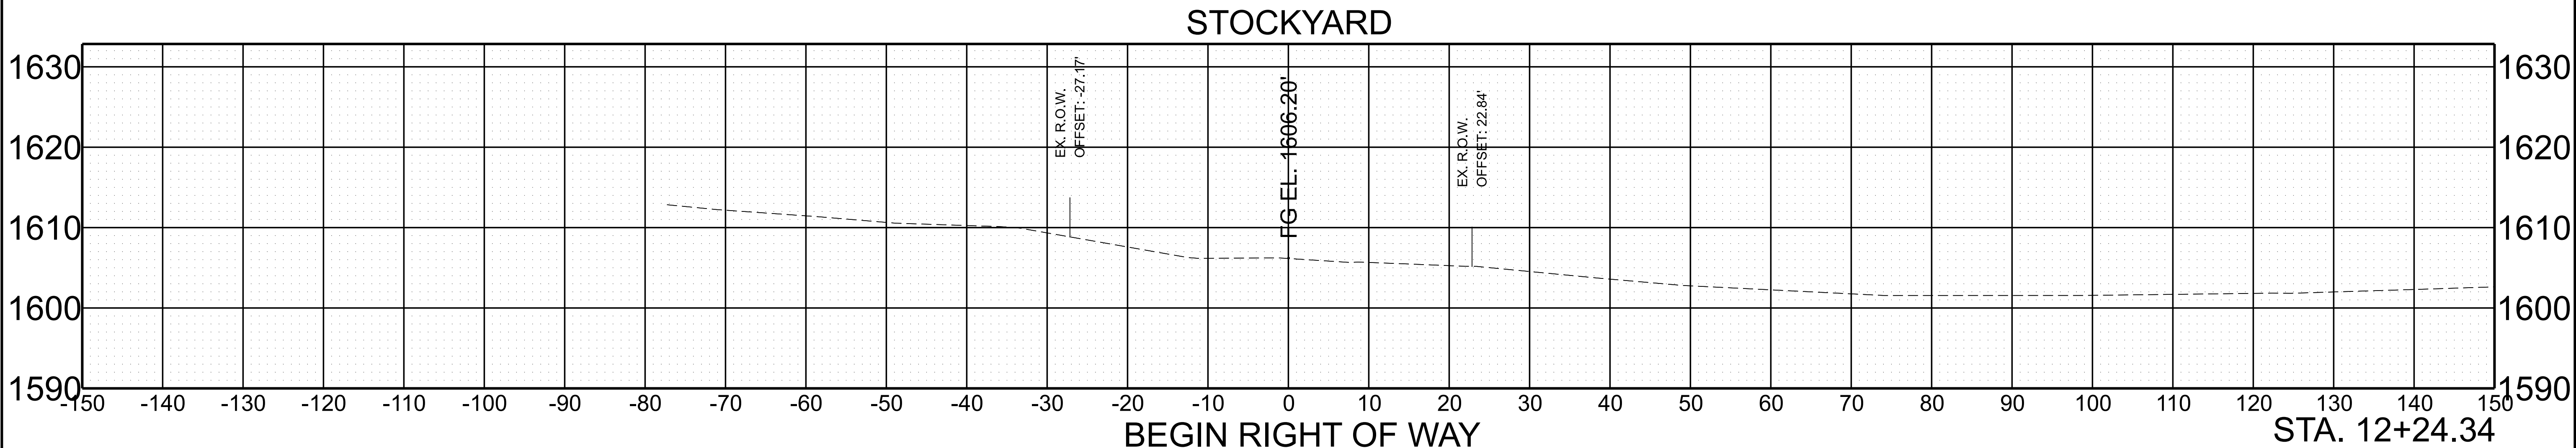 STOCKYARD
1630
1620
1610
1600
1590
EX. R.O.W.
OFFSET: -27.17'
FG EL. 1606.20'
EX. R.O.W.
OFFSET: 22.84'
1630
1620
1610
1600
1590
-150 -140 -130 -120 -110 -100 -90 -80 -70 -60 -50 -40 -30 -20 -10 0 10 20 30 40 50 60 70 80 90 100 110 120 130 140 150
BEGIN RIGHT OF WAY
STA. 12+24.34